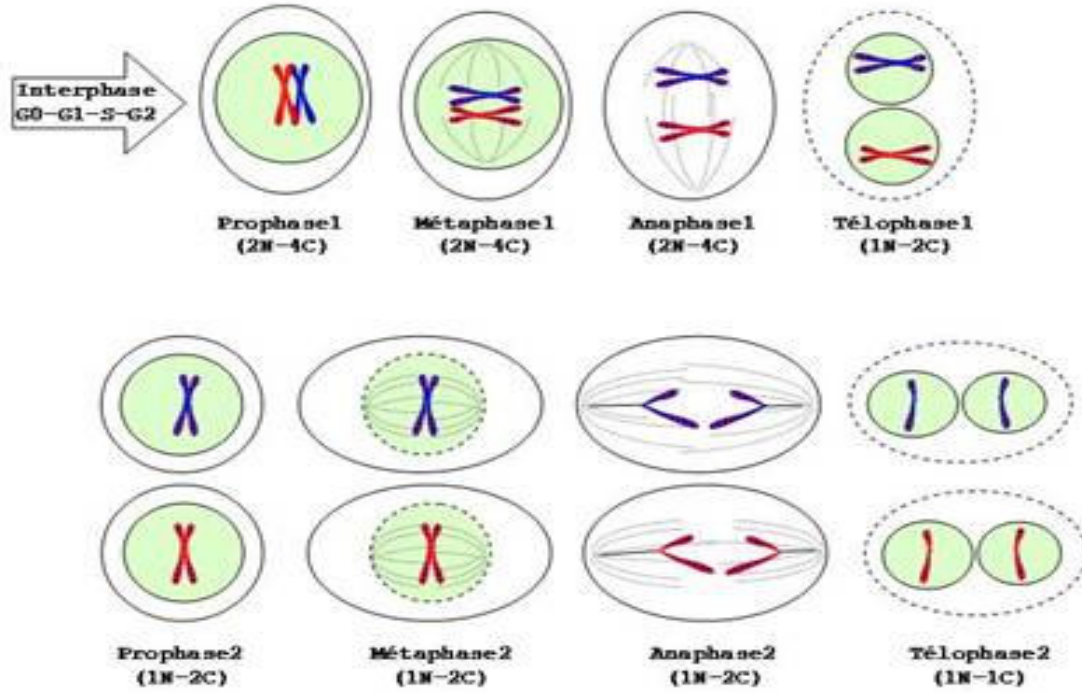 Interphase
G0-G1-S-G2
Prophase1
(2N-4C)
Métaphase1
(2N-4C)
Anaphase1
(2N-4C)
Télophase1
(1N-2C)
Prophase2
(1N-2C)
Métaphase2
(1N-2C)
Anaphase2
(1N-2C)
Télophase2
(1N-1C)